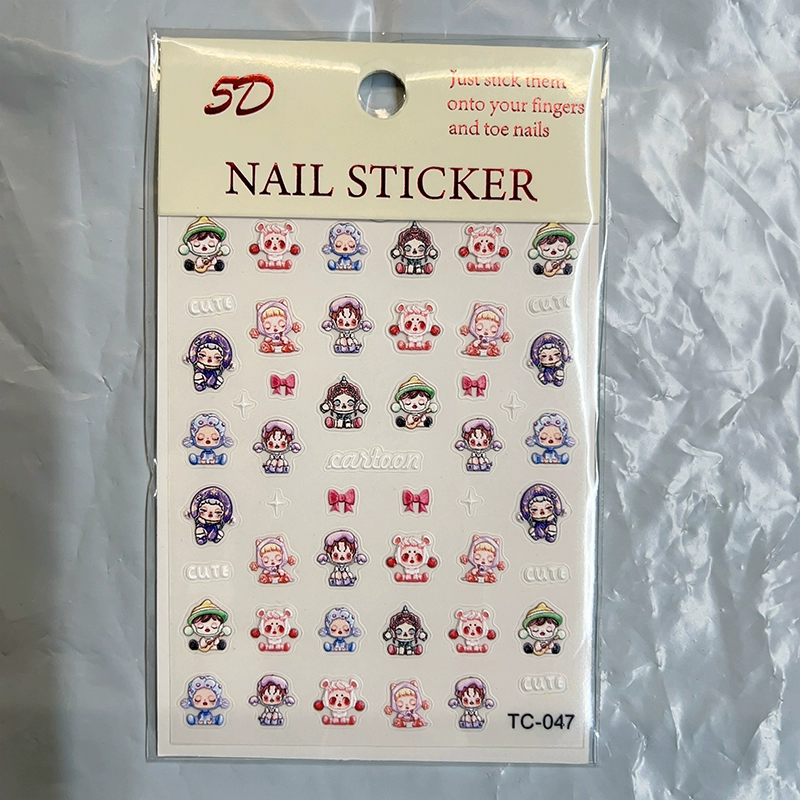 5D
Just stick them
onto your fingers
and toe nails
NAIL STICKER
CUTE
CUTE
cartoon
CUTE
CUTE
CUTE
TC-047